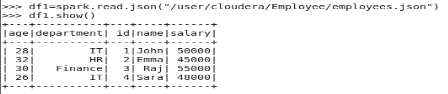 >>> df1=spark.read.json("/user/cloudera/Employee/employees.json")
>>> df1.show()
+---+----------+---+----+------+
|age|department| id|name|salary|
+---+----------+---+----+------+
| 28|        IT|  1|John| 50000|
| 32|        HR|  2|Emma| 45000|
| 30|   Finance|  3| Raj| 55000|
| 26|        IT|  4|Sara| 48000|
+---+----------+---+----+------+